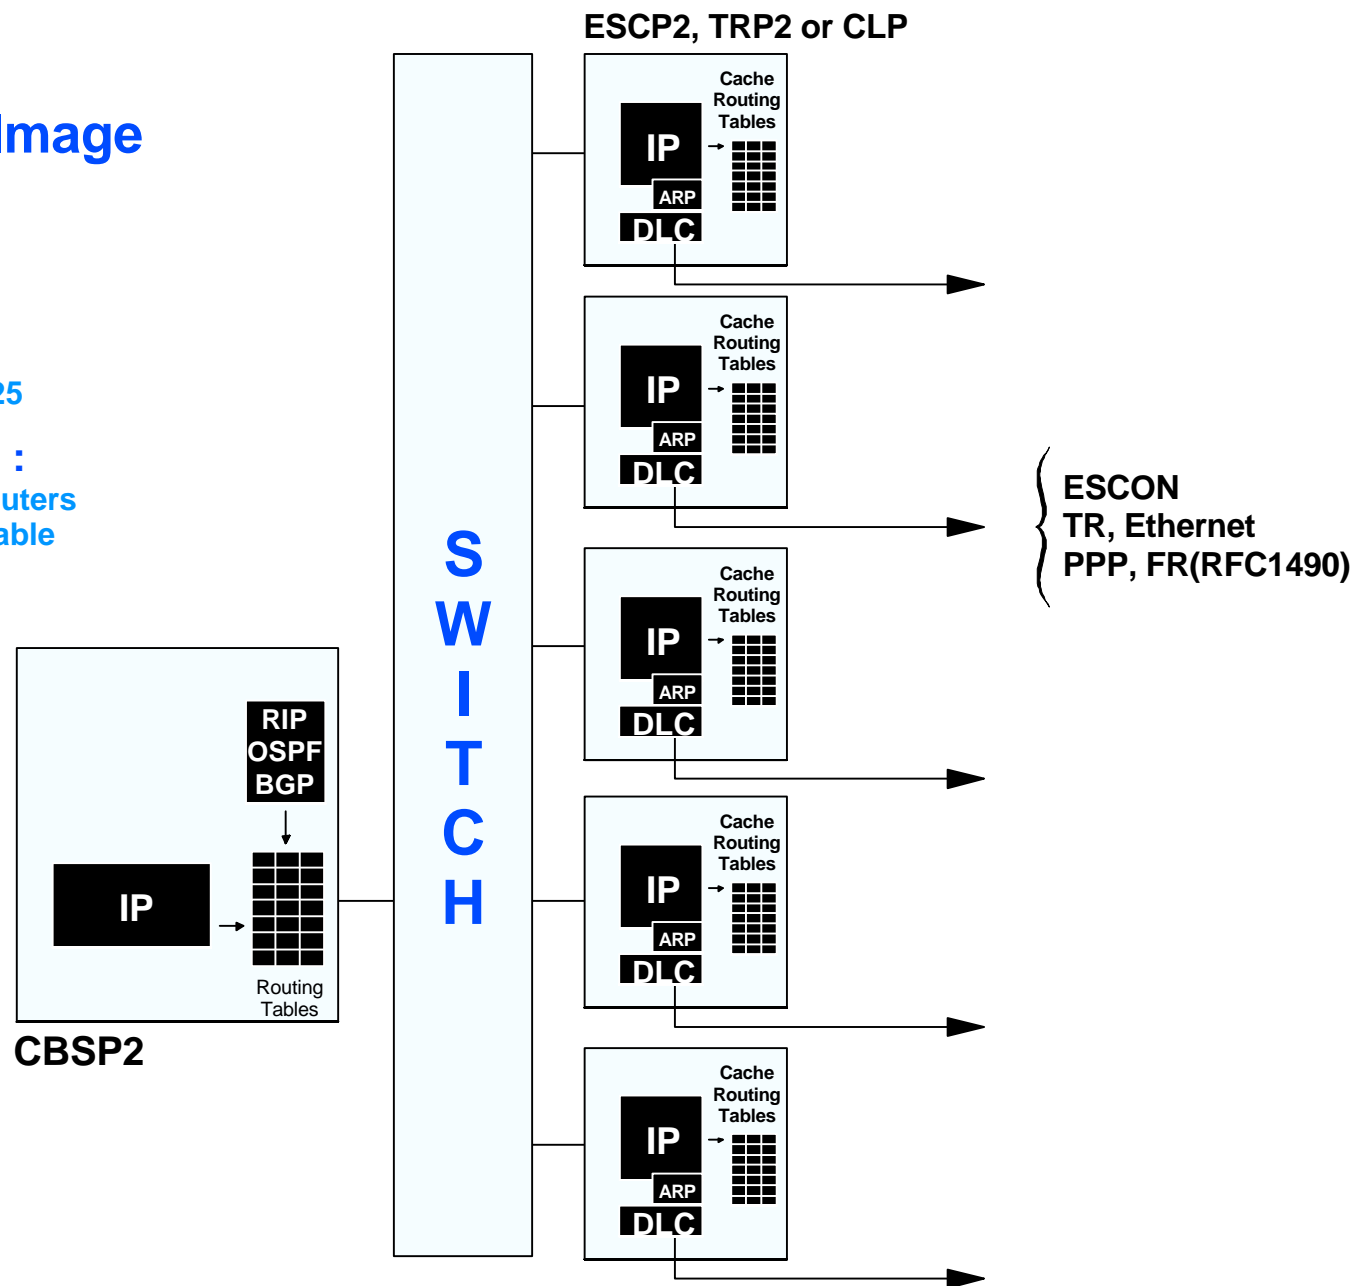 ESCP2, TRP2 or CLP
Image
25
:
uters
able
SWITCH
Cache
Routing
Tables
IP
ARP
DLC
Cache
Routing
Tables
IP
ARP
DLC
Cache
Routing
Tables
IP
ARP
DLC
Cache
Routing
Tables
IP
ARP
DLC
Cache
Routing
Tables
IP
ARP
DLC
ESCON
TR, Ethernet
PPP, FR(RFC1490)
RIP
OSPF
BGP
IP
Routing
Tables
CBSP2